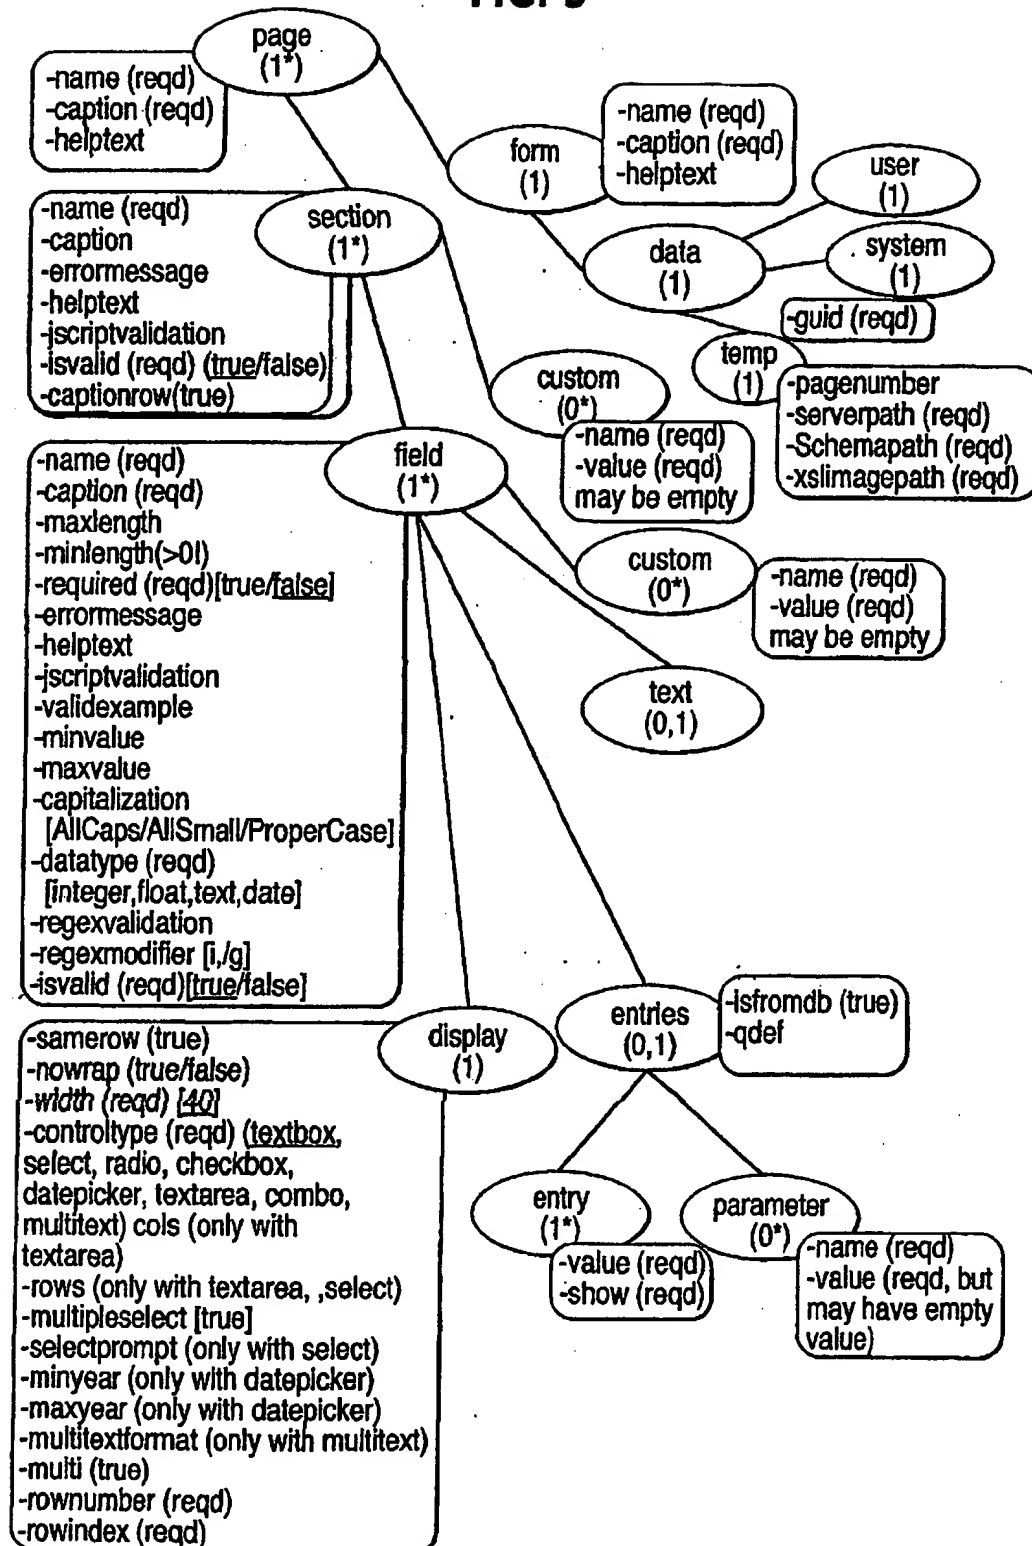 page
(1*)
-name (reqd)
-caption (reqd)
-helptext
form
(1)
-name (reqd)
-caption (reqd)
-helptext
user
(1)
data
(1)
system
(1)
-guid (reqd)
temp
(1)
-pagenumber
-serverpath (reqd)
-Schemapath (reqd)
-xslimagepath (reqd)
section
(1*)
-name (reqd)
-caption
-errormessage
-helptext
-jscriptvalidation
-isvalid (reqd) (true/false)
-captionrow(true)
custom
(0*)
-name (reqd)
-value (reqd)
may be empty
field
(1*)
-name (reqd)
-caption (reqd)
-maxlength
-minlength(>0l)
-required (reqd)[true/false]
-errormessage
-helptext
-jscriptvalidation
-validexample
-minvalue
-maxvalue
-capitalization
[AllCaps/AllSmall/ProperCase]
-datatype (reqd)
[integer,float,text,date]
-regexvalidation
-regexmodifier [i,/g]
-isvalid (reqd)[true/false]
custom
(0*)
-name (reqd)
-value (reqd)
may be empty
text
(0,1)
display
(1)
-samerow (true)
-nowrap (true/false)
-width (reqd) [40]
-controltype (reqd) (textbox,
select, radio, checkbox,
datepicker, textarea, combo,
multitext) cols (only with
textarea)
-rows (only with textarea, ,select)
-multipleselect [true]
-selectprompt (only with select)
-minyear (only with datepicker)
-maxyear (only with datepicker)
-multitextformat (only with multitext)
-multi (true)
-rownumber (reqd)
-rowindex (reqd)
entries
(0,1)
-isfromdb (true)
-qdef
entry
(1*)
-value (reqd)
-show (reqd)
parameter
(0*)
-name (reqd)
-value (reqd, but
may have empty
value)